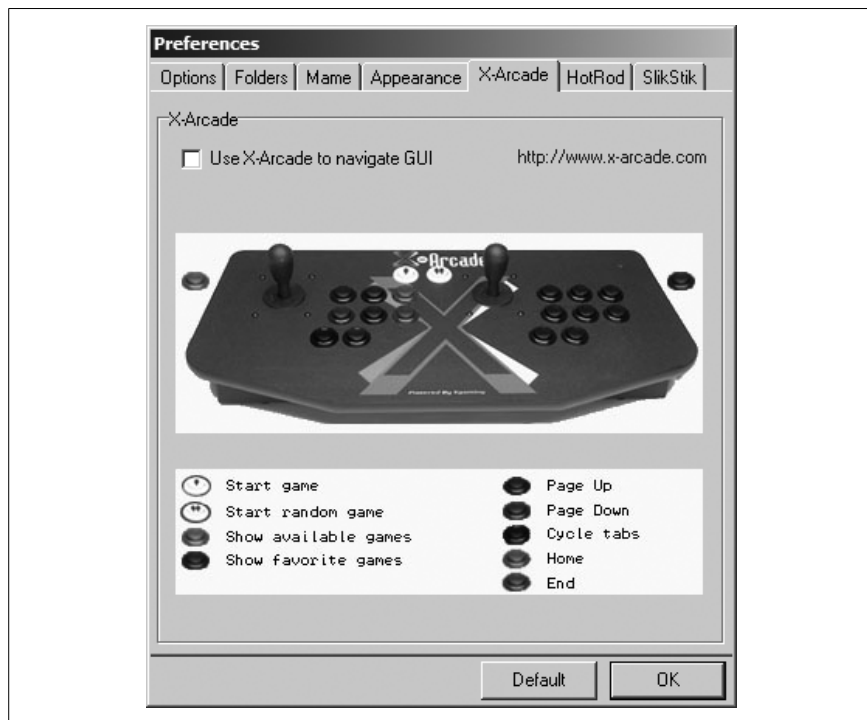 Preferences
Options Folders Mame Appearance X-Arcade HotRod SlikStik
X-Arcade
Use X-Arcade to navigate GUI http://www.x-arcade.com
X-Arcade
Start game Page Up
Start random game Page Down
Show available games Cycle tabs
Show favorite games Home
End
Default OK